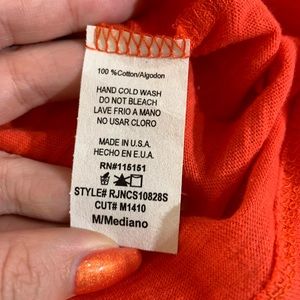 100 %Cotton/Algodon
HAND COLD WASH
DO NOT BLEACH
LAVE FRIO A MANO
NO USAR CLORO
MADE IN U.S.A.
HECHO EN E.U.A.
RN#115151
STYLE# RJNCS10828S
CUT# M1410
M/Mediano